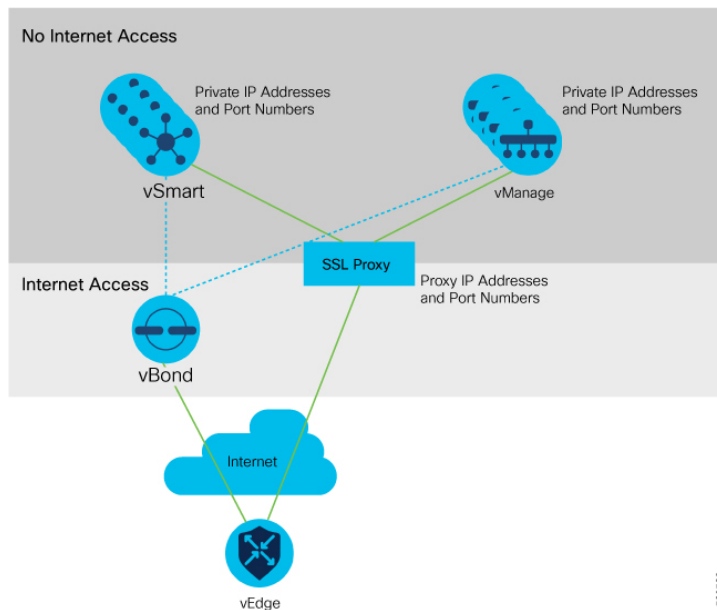 No Internet Access
Private IP Addresses
and Port Numbers
Private IP Addresses
and Port Numbers
vSmart
vManage
SSL Proxy
Proxy IP Addresses
and Port Numbers
Internet Access
vBond
Internet
vEdge